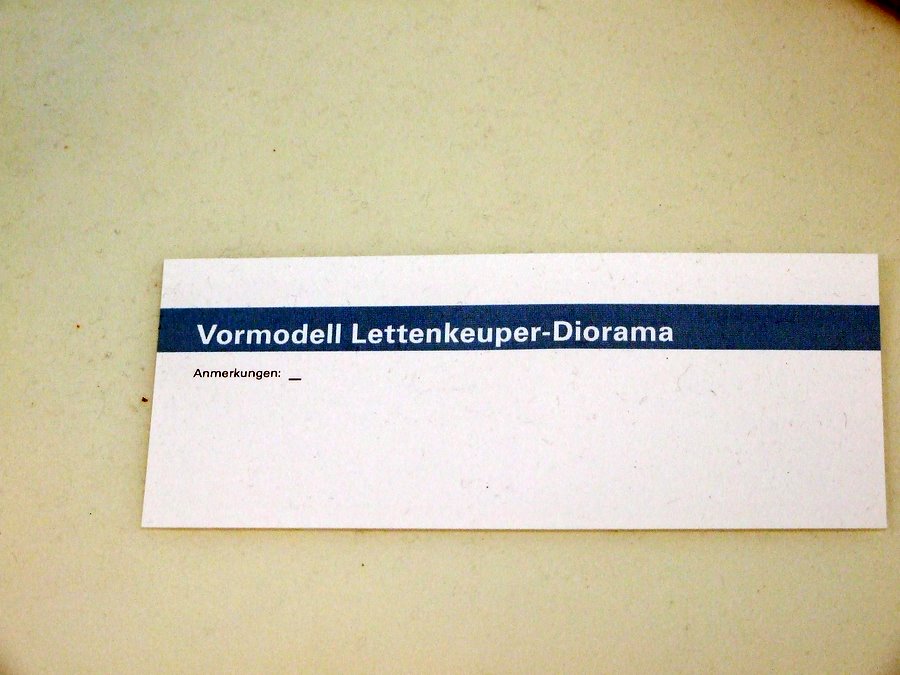 Vormodell Lettenkeuper-Diorama
Anmerkungen: _